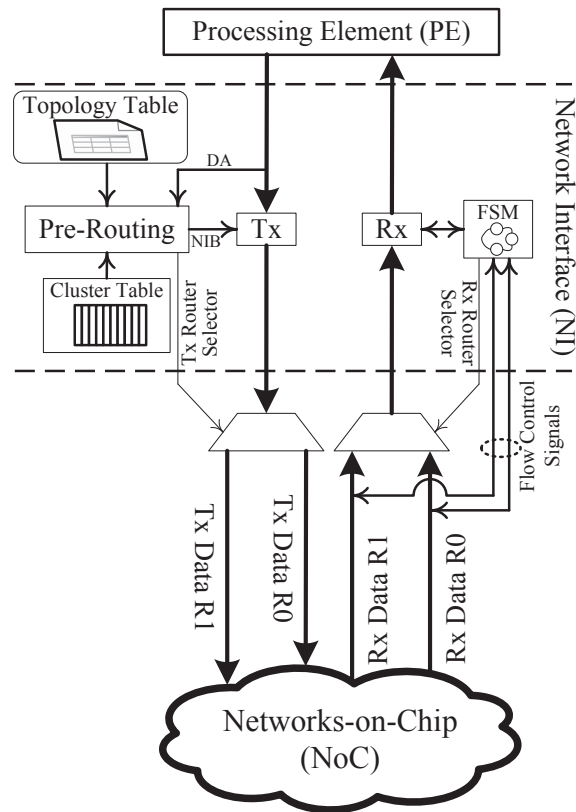 Processing Element (PE)
Topology Table
DA
Pre-Routing
NIB
Tx
Rx
FSM
Cluster Table
Tx Router
Selector
Rx Router
Selector
Network Interface (NI)
Flow Control
Signals
Tx Data R1
Tx Data R0
Rx Data R1
Rx Data R0
Networks-on-Chip
(NoC)